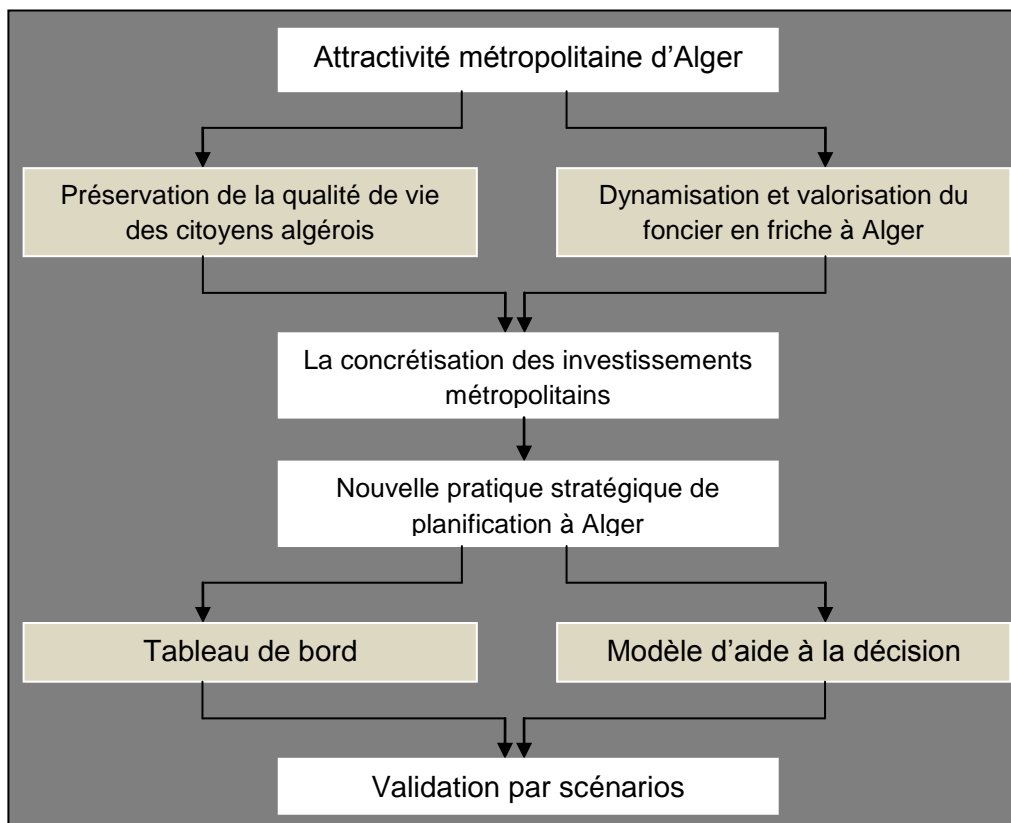 Attractivité métropolitaine d'Alger
Préservation de la qualité de vie
des citoyens algérois
Dynamisation et valorisation du
foncier en friche à Alger
La concrétisation des investissements
métropolitains
Nouvelle pratique stratégique de
planification à Alger
Tableau de bord
Modèle d'aide à la décision
Validation par scénarios